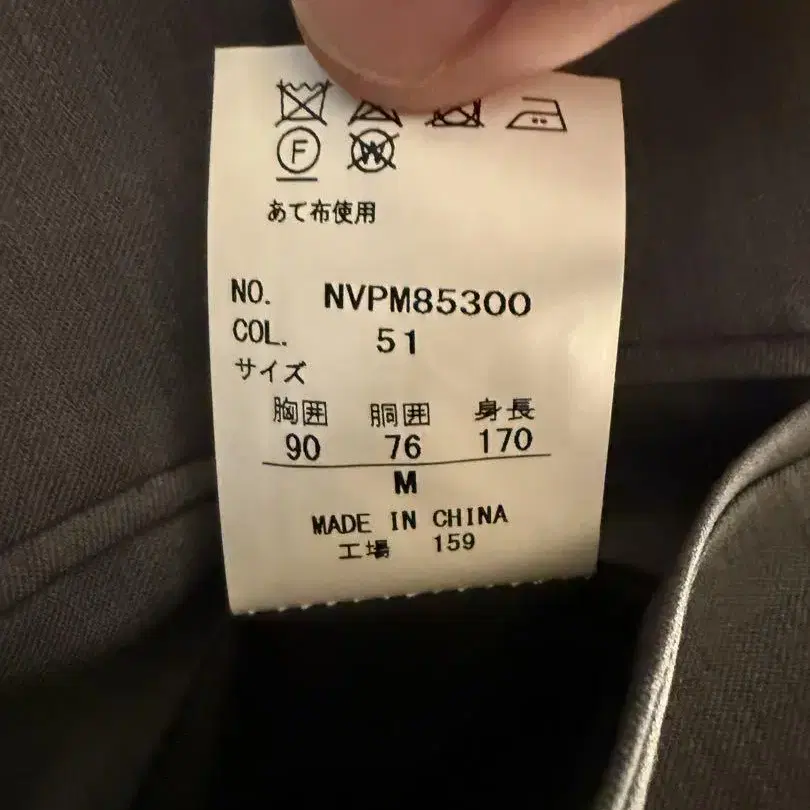 F W
あて布使用
NO. NVPM85300
COL. 51
サイズ
胸囲 胴囲 身長
90 76 170
M
MADE IN CHINA
工場 159